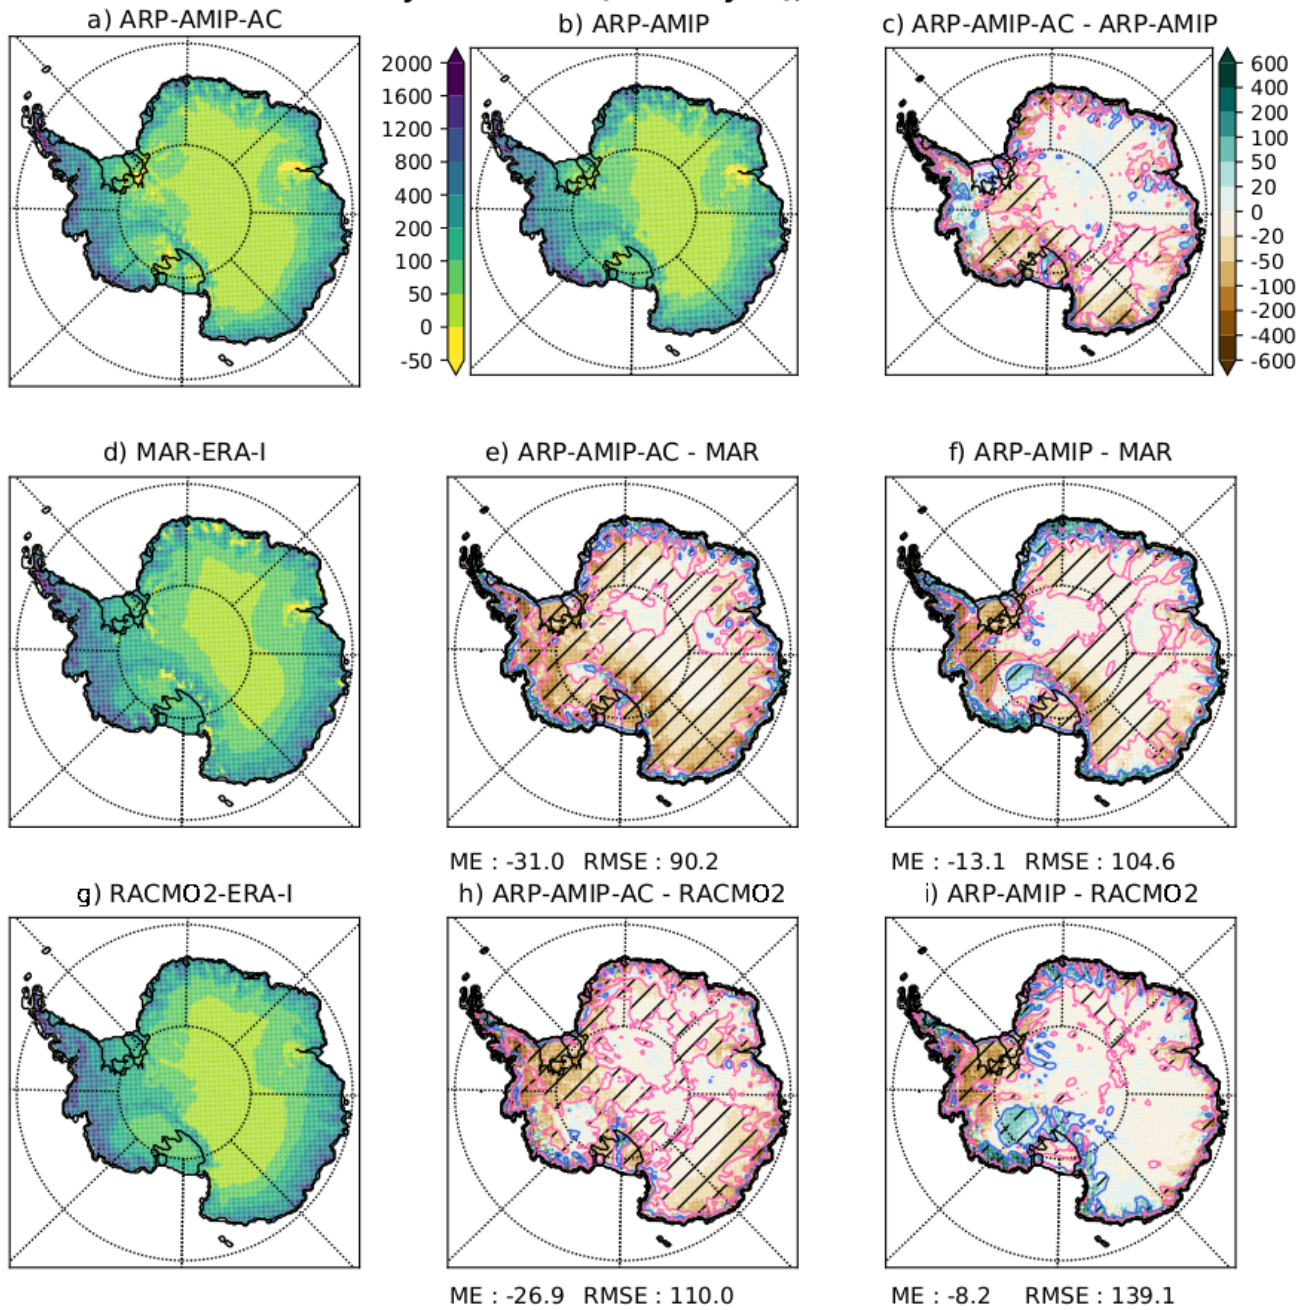 a) ARP-AMIP-AC
b) ARP-AMIP
c) ARP-AMIP-AC - ARP-AMIP
2000
1600
1200
800
400
200
100
50
0
-50
600
400
200
100
50
20
0
-20
-50
-100
-200
-400
-600
d) MAR-ERA-I
e) ARP-AMIP-AC - MAR
f) ARP-AMIP - MAR
ME : -31.0 RMSE : 90.2
ME : -13.1 RMSE : 104.6
g) RACMO2-ERA-I
h) ARP-AMIP-AC - RACMO2
i) ARP-AMIP - RACMO2
ME : -26.9 RMSE : 110.0
ME : -8.2 RMSE : 139.1